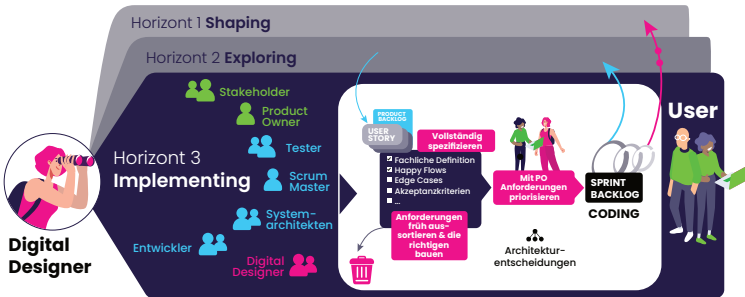 Horizont 1 Shaping
Horizont 2 Exploring
Horizont 3
Implementing
Digital
Designer
Stakeholder
Product
Owner
Tester
Scrum
Master
System-
architekten
Entwickler
Digital
Designer
PRODUCT
BACKLOG
USER
STORY
Vollständig
spezifizieren
Fachliche Definition
Happy Flows
Edge Cases
Akzeptanzkriterien
...
Anforderungen
früh aus-
sortieren & die
richtigen
bauen
Mit PO
Anforderungen
priorisieren
Architektur-
entscheidungen
SPRINT
BACKLOG
CODING
User